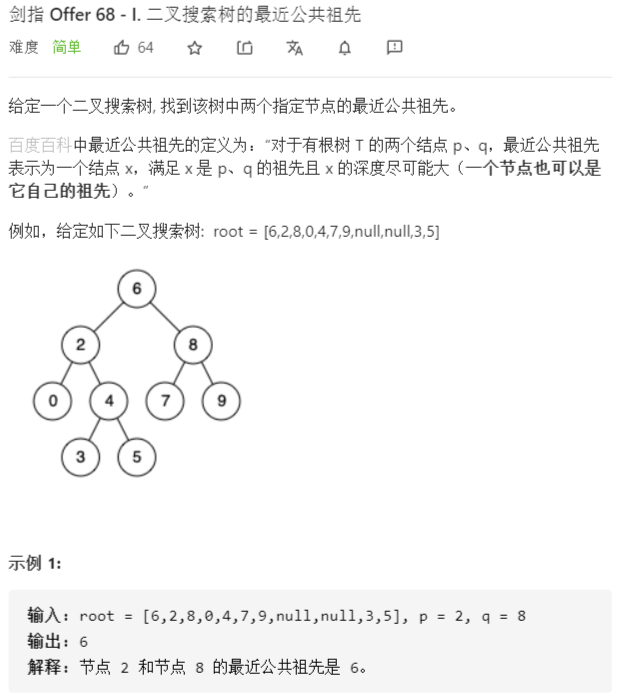 剑指 Offer 68 - I. 二叉搜索树的最近公共祖先
难度 简单 64
给定一个二叉搜索树, 找到该树中两个指定节点的最近公共祖先。
百度百科中最近公共祖先的定义为：“对于有根树 T 的两个结点 p、q，最近公共祖先
表示为一个结点 x，满足 x 是 p、q 的祖先且 x 的深度尽可能大（一个节点也可以是
它自己的祖先）。”
例如，给定如下二叉搜索树: root = [6,2,8,0,4,7,9,null,null,3,5]
6
2 8
0 4 7 9
3 5
示例 1:
输入: root = [6,2,8,0,4,7,9,null,null,3,5], p = 2, q = 8
输出: 6
解释: 节点 2 和节点 8 的最近公共祖先是 6。